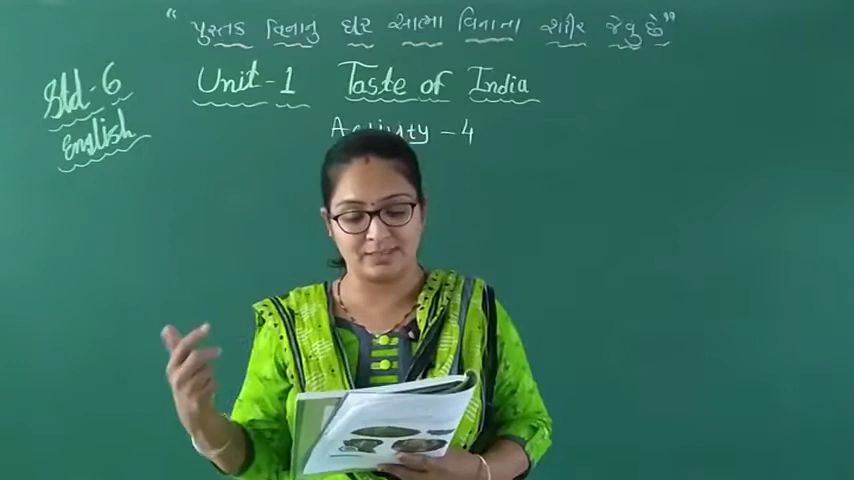 “ પુસ્તક વિનાનું ઘર આત્મા વિનાના શરીર જેવું છે”
Std-6
English
Unit-1 Taste of India
Activity-4